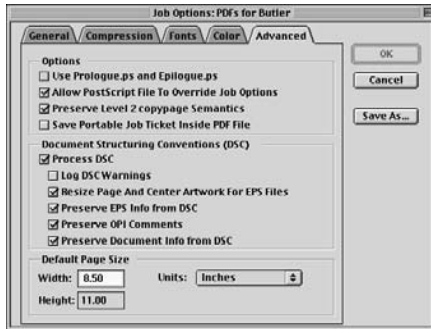 Job Options: PDFs for Butler
General Compression Fonts Color Advanced
Options
Use Prologue.ps and Epilogue.ps
Allow PostScript File To Override Job Options
Preserve Level 2 copypage Semantics
Save Portable Job Ticket Inside PDF File
Document Structuring Conventions (DSC)
Process DSC
Log DSC Warnings
Resize Page And Center Artwork For EPS Files
Preserve EPS Info from DSC
Preserve OPI Comments
Preserve Document Info from DSC
Default Page Size
Width: 8.50 Units: Inches
Height: 11.00
OK
Cancel
Save As...